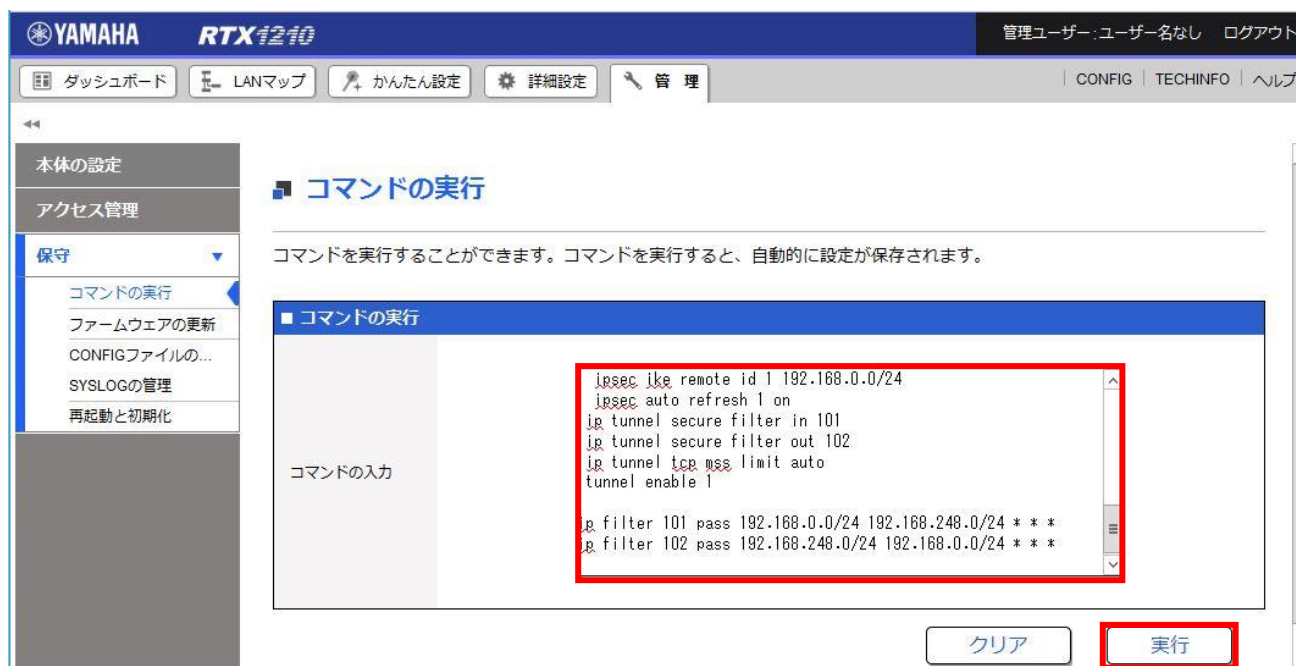 YAMAHA RTX1210 管理ユーザー:ユーザー名なし ログアウト
ダッシュボード LANマップ かんたん設定 詳細設定 管理 CONFIG TECHINFO ヘルプ
本体の設定
アクセス管理
保守
コマンドの実行
ファームウェアの更新
CONFIGファイルの...
SYSLOGの管理
再起動と初期化
コマンドの実行
コマンドを実行することができます。コマンドを実行すると、自動的に設定が保存されます。
■ コマンドの実行
コマンドの入力
ipsec ike remote id 1 192.168.0.0/24
ipsec auto refresh 1 on
ip tunnel secure filter in 101
ip tunnel secure filter out 102
ip tunnel tcp mss limit auto
tunnel enable 1
ip filter 101 pass 192.168.0.0/24 192.168.248.0/24 * * *
ip filter 102 pass 192.168.248.0/24 192.168.0.0/24 * * *
クリア 実行